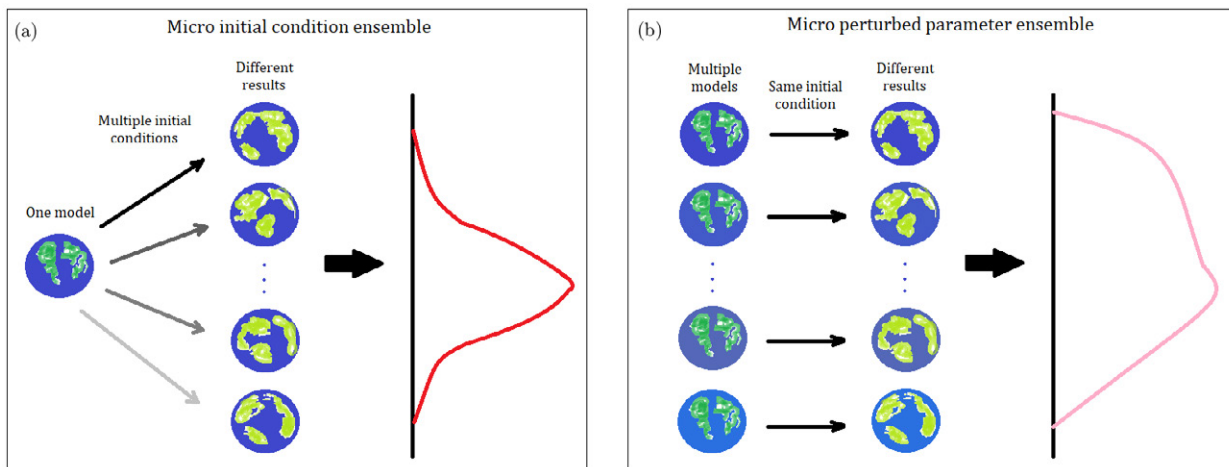 (a)
Micro initial condition ensemble
Different
results
Multiple initial
conditions
One model
(b)
Micro perturbed parameter ensemble
Multiple
models
Same initial
condition
Different
results